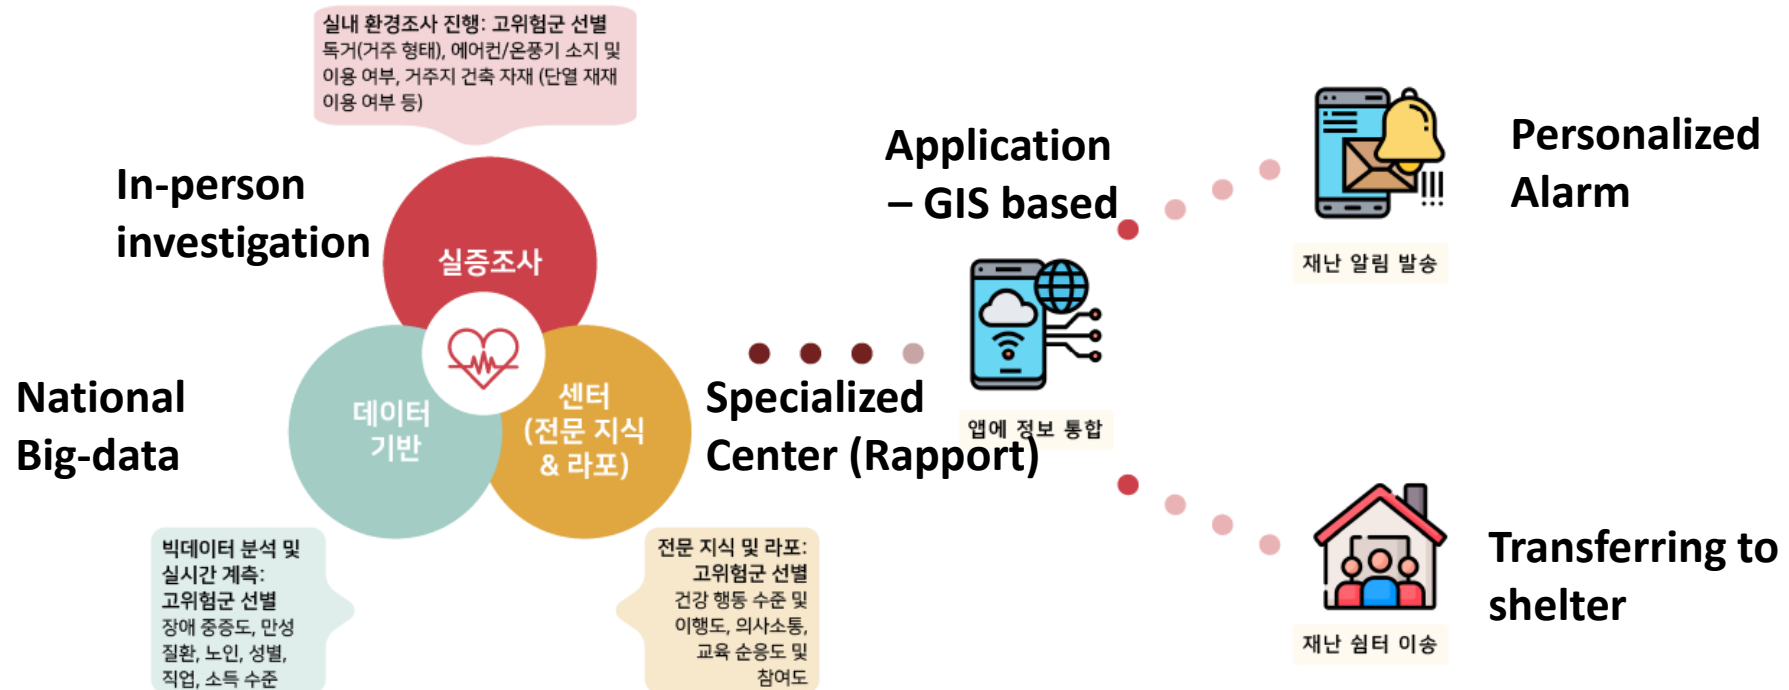 실내 환경조사 진행: 고위험군 선별
독거(거주 형태), 에어컨/온풍기 소지 및
이용 여부, 거주지 건축 자재 (단열 재재
이용 여부 등)
In-person
investigation
실증조사
National
Big-data
데이터
기반
센터
(전문 지식
& 라포)
Specialized
Center (Rapport)
빅데이터 분석 및
실시간 계측:
고위험군 선별
장애 중증도, 만성
질환, 노인, 성별,
직업, 소득 수준
전문 지식 및 라포:
고위험군 선별
건강 행동 수준 및
이행도, 의사소통,
교육 순응도 및
참여도
Application
– GIS based
앱에 정보 통합
Personalized
Alarm
재난 알림 발송
Transferring to
shelter
재난 쉼터 이송